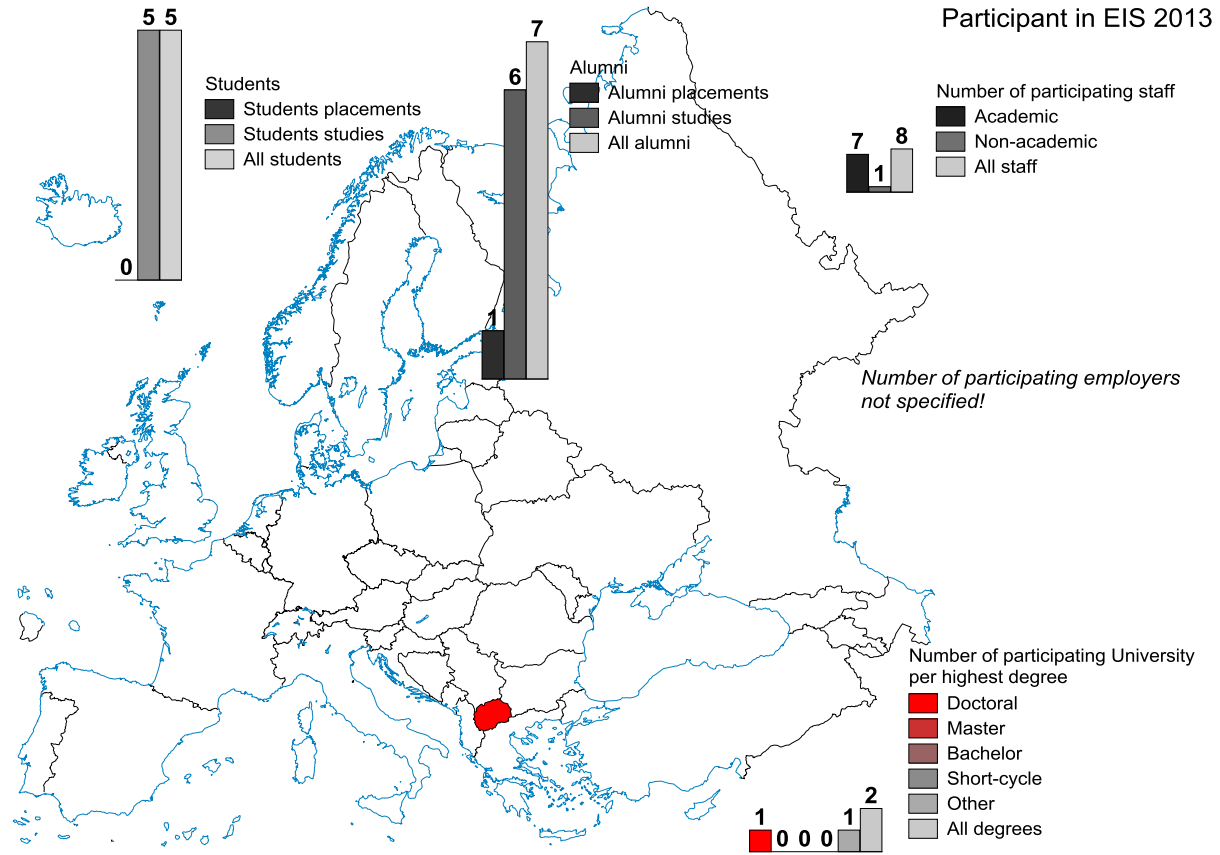 Participant in EIS 2013
5 5
0
Students
Students placements
Students studies
All students
7
6
1
Alumni
Alumni placements
Alumni studies
All alumni
7
1
8
Number of participating staff
Academic
Non-academic
All staff
Number of participating employers
not specified!
Number of participating University
per highest degree
Doctoral
Master
Bachelor
Short-cycle
Other
All degrees
1 0 0 0 1 2